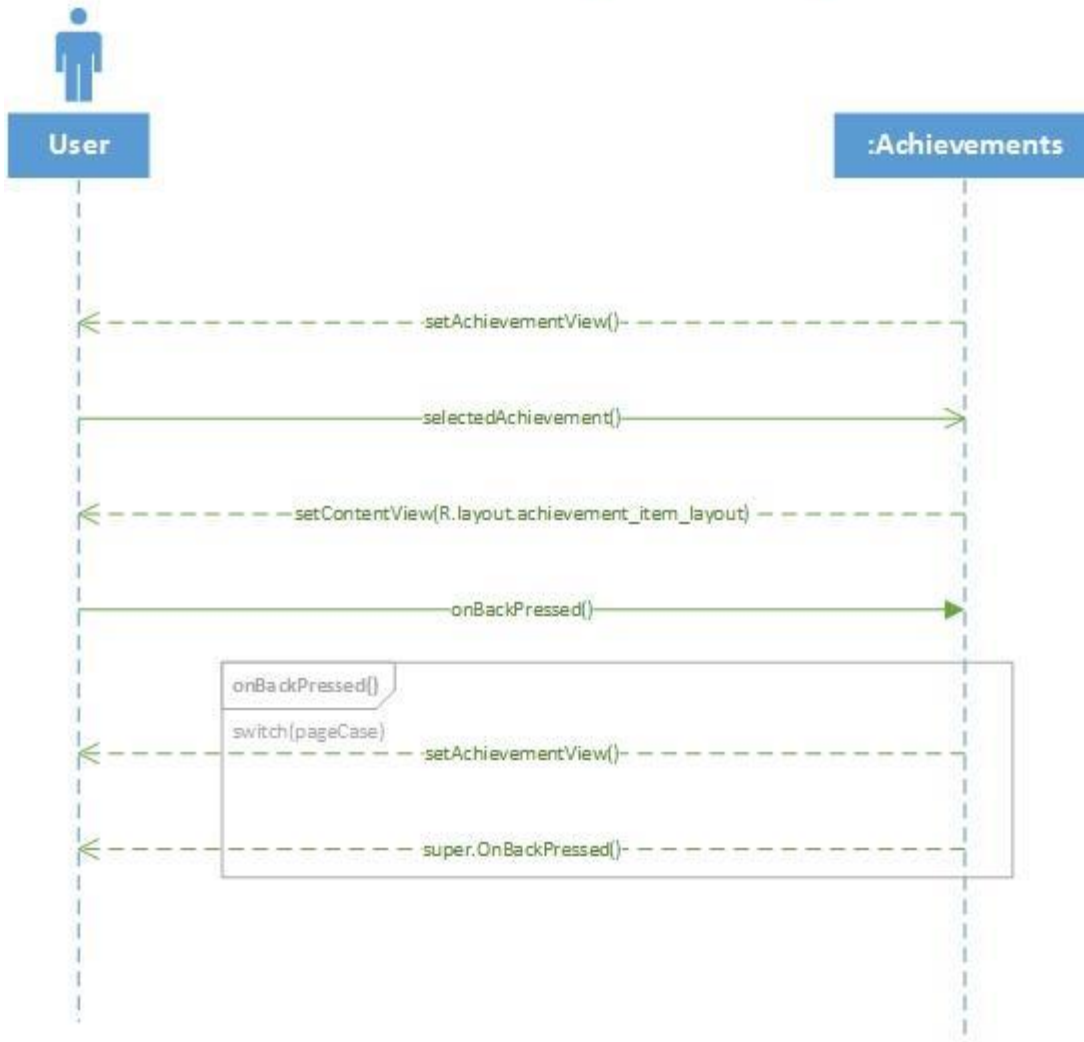 User
:Achievements
setAchievementView()
selectedAchievement()
setContentView(R.layout.achievement_item_layout)
onBackPressed()
onBackPressed()
switch(pageCase)
setAchievementView()
super.OnBackPressed()